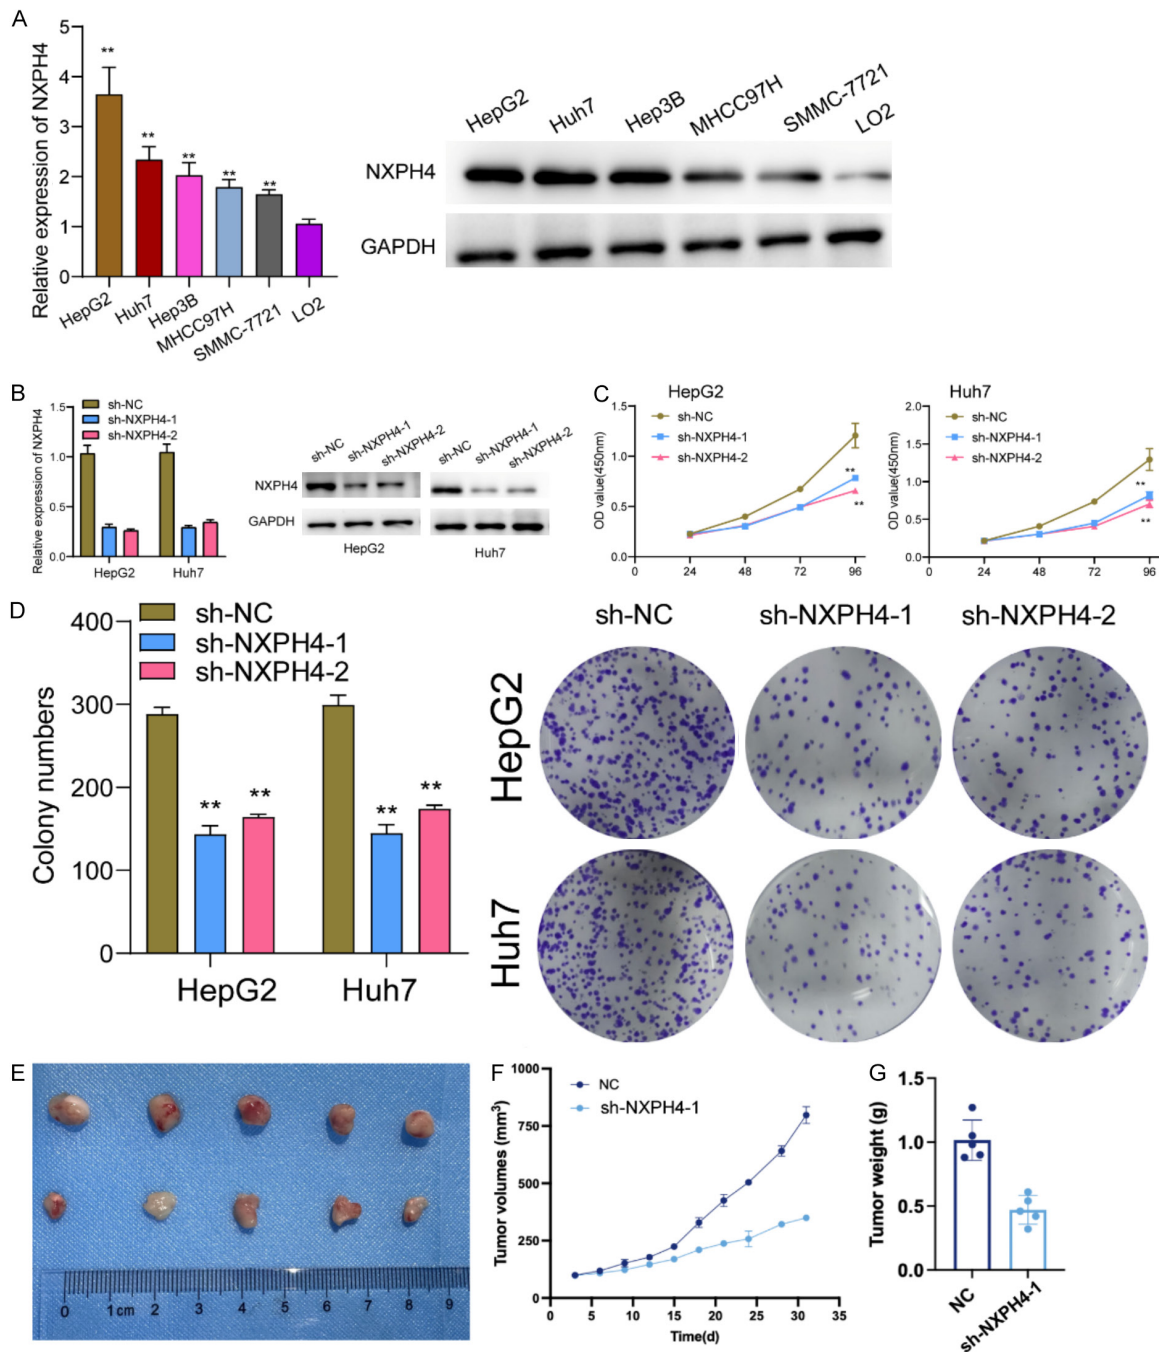 A
Relative expression of NXPH4
5
4
3
2
1
0
**
**
**
**
**
HepG2
Huh7
Hep3B
MHCC97H
SMMC-7721
LO2
HepG2
Huh7
Hep3B
MHCC97H
SMMC-7721
LO2
NXPH4
GAPDH
B
Relative expression of NXPH4
1.5
1.0
0.5
0.0
sh-NC
sh-NXPH4-1
sh-NXPH4-2
HepG2
Huh7
sh-NC
sh-NXPH4-1
sh-NXPH4-2
sh-NC
sh-NXPH4-1
sh-NXPH4-2
NXPH4
GAPDH
HepG2
Huh7
C
HepG2
OD value(450nm)
1.5
1.0
0.5
0.0
sh-NC
sh-NXPH4-1
sh-NXPH4-2
**
**
0 24 48 72 96
Huh7
OD value(450nm)
2.0
1.5
1.0
0.5
0.0
sh-NC
sh-NXPH4-1
sh-NXPH4-2
**
**
0 24 48 72 96
D
Colony numbers
400
300
200
100
0
sh-NC
sh-NXPH4-1
sh-NXPH4-2
** **
** **
HepG2
Huh7
sh-NC sh-NXPH4-1 sh-NXPH4-2
HepG2
Huh7
E
0 1cm 2 3 4 5 6 7 8 9
F
Tumor volumes (mm3)
1000
750
500
250
0
NC
sh-NXPH4-1
0 5 10 15 20 25 30 35
Time(d)
G
Tumor weight (g)
1.5
1.0
0.5
0.0
NC
sh-NXPH4-1